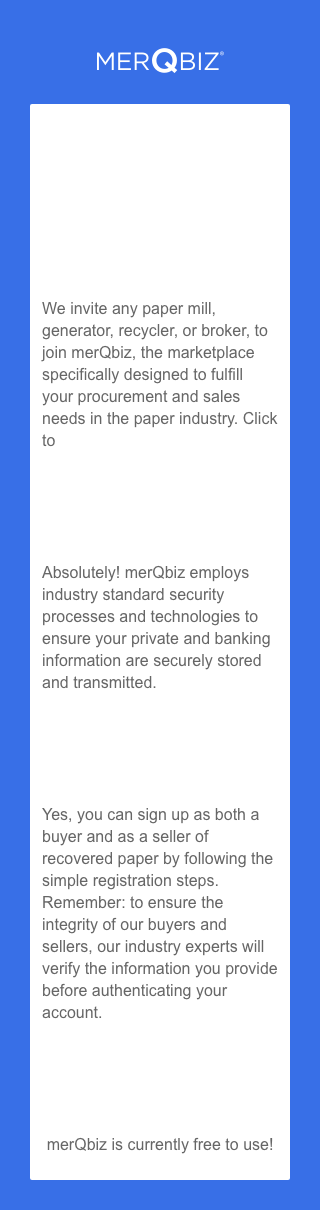 MERQBIZ®
We invite any paper mill,
generator, recycler, or broker, to
join merQbiz, the marketplace
specifically designed to fulfill
your procurement and sales
needs in the paper industry. Click
to
Absolutely! merQbiz employs
industry standard security
processes and technologies to
ensure your private and banking
information are securely stored
and transmitted.
Yes, you can sign up as both a
buyer and as a seller of
recovered paper by following the
simple registration steps.
Remember: to ensure the
integrity of our buyers and
sellers, our industry experts will
verify the information you provide
before authenticating your
account.
merQbiz is currently free to use!